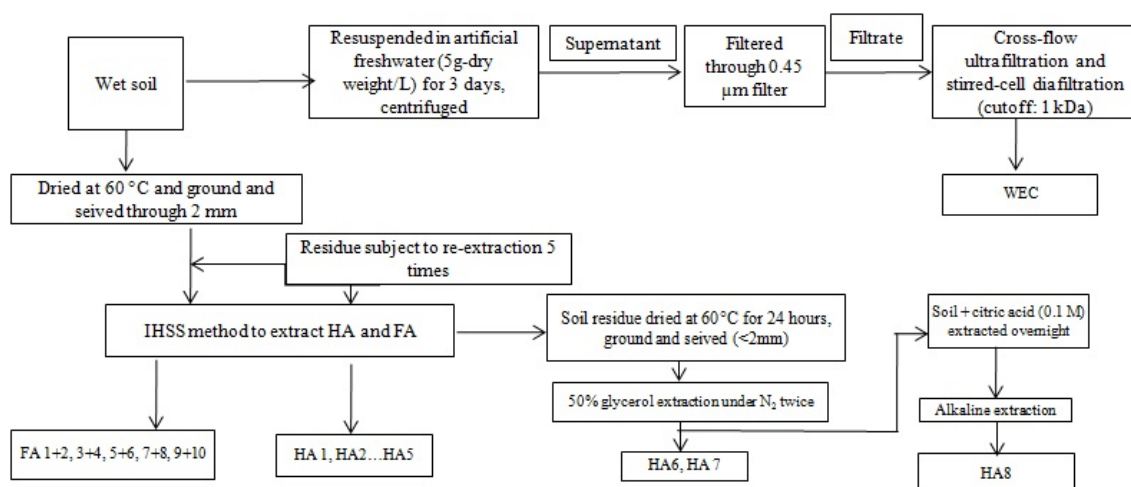 Wet soil
Resuspended in artificial
freshwater (5g-dry
weight/L) for 3 days,
centrifuged
Supernatant
Filtered
through 0.45
µm filter
Filtrate
Cross-flow
ultrafiltration and
stirred-cell diafiltration
(cutoff: 1 kDa)
WEC
Dried at 60 °C and ground and
seived through 2 mm
Residue subject to re-extraction 5
times
IHSS method to extract HA and FA
Soil residue dried at 60°C for 24 hours,
ground and seived (<2mm)
Soil + citric acid (0.1 M)
extracted overnight
50% glycerol extraction under N₂ twice
Alkaline extraction
FA 1+2, 3+4, 5+6, 7+8, 9+10
HA 1, HA2…HA5
HA6, HA 7
HA8